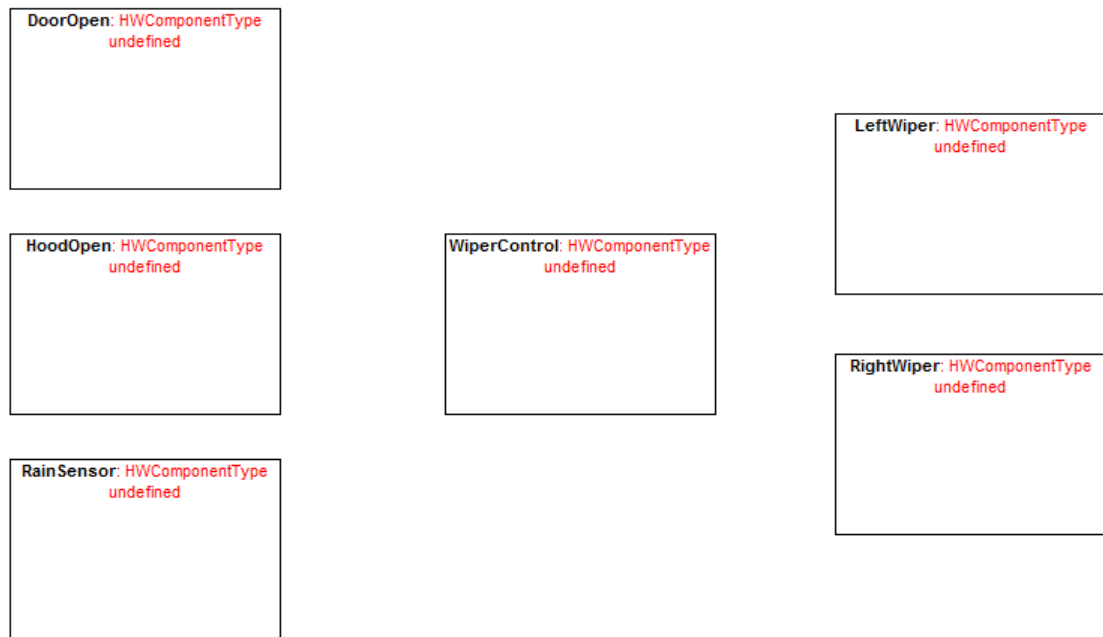 DoorOpen: HWComponentType
undefined
HoodOpen: HWComponentType
undefined
RainSensor: HWComponentType
undefined
WiperControl: HWComponentType
undefined
LeftWiper: HWComponentType
undefined
RightWiper: HWComponentType
undefined